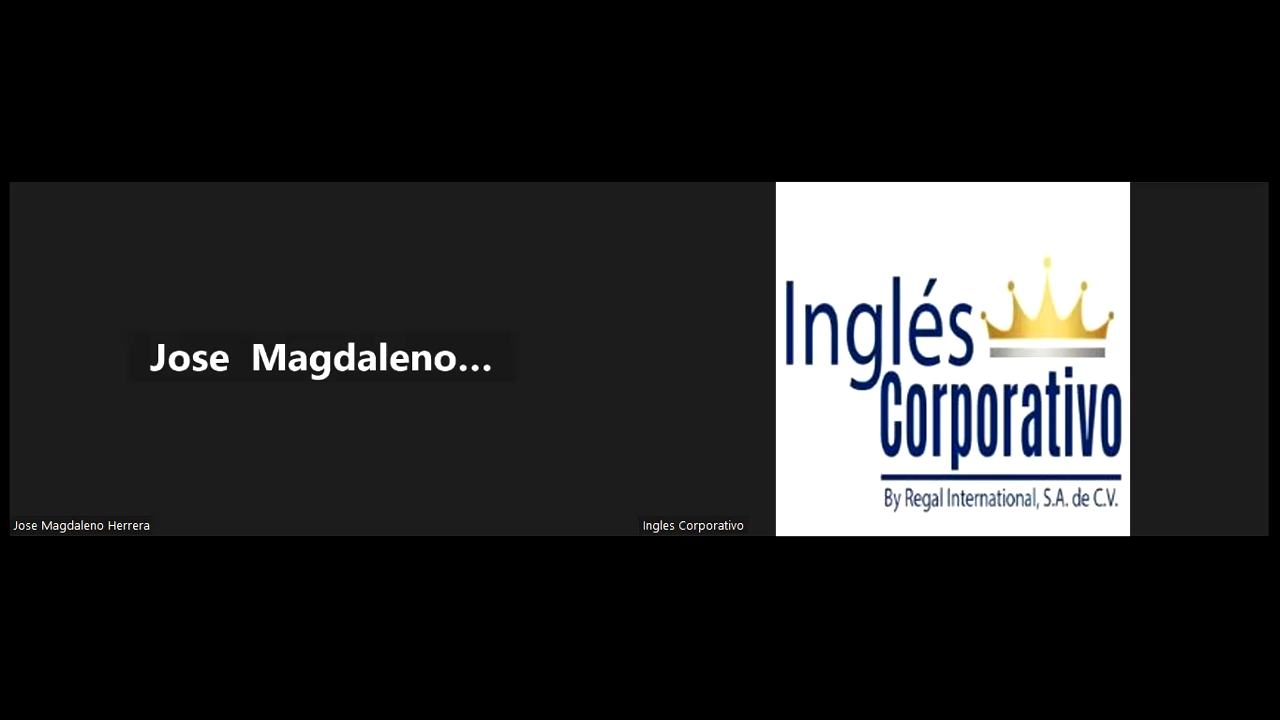 Jose Magdaleno...
Jose Magdaleno Herrera
Inglés
Corporativo
By Regal International, S.A. de C.V.
Ingles Corporativo